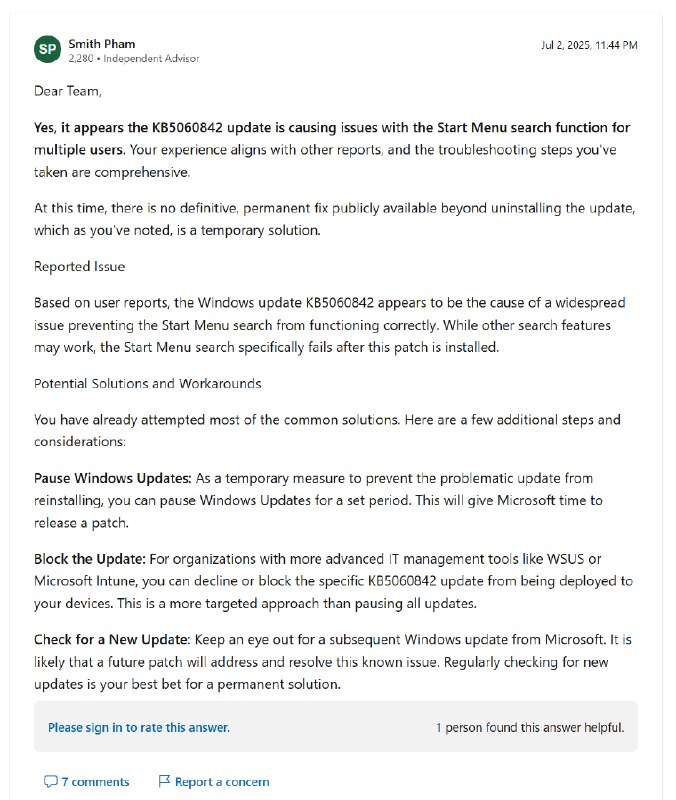 SP
Smith Pham
2,280 • Independent Advisor
Jul 2, 2025, 11:44 PM
Dear Team,
Yes, it appears the KB5060842 update is causing issues with the Start Menu search function for
multiple users. Your experience aligns with other reports, and the troubleshooting steps you've
taken are comprehensive.
At this time, there is no definitive, permanent fix publicly available beyond uninstalling the update,
which as you've noted, is a temporary solution.
Reported Issue
Based on user reports, the Windows update KB5060842 appears to be the cause of a widespread
issue preventing the Start Menu search from functioning correctly. While other search features
may work, the Start Menu search specifically fails after this patch is installed.
Potential Solutions and Workarounds
You have already attempted most of the common solutions. Here are a few additional steps and
considerations:
Pause Windows Updates: As a temporary measure to prevent the problematic update from
reinstalling, you can pause Windows Updates for a set period. This will give Microsoft time to
release a patch.
Block the Update: For organizations with more advanced IT management tools like WSUS or
Microsoft Intune, you can decline or block the specific KB5060842 update from being deployed to
your devices. This is a more targeted approach than pausing all updates.
Check for a New Update: Keep an eye out for a subsequent Windows update from Microsoft. It is
likely that a future patch will address and resolve this known issue. Regularly checking for new
updates is your best bet for a permanent solution.
Please sign in to rate this answer.
1 person found this answer helpful.
7 comments
Report a concern